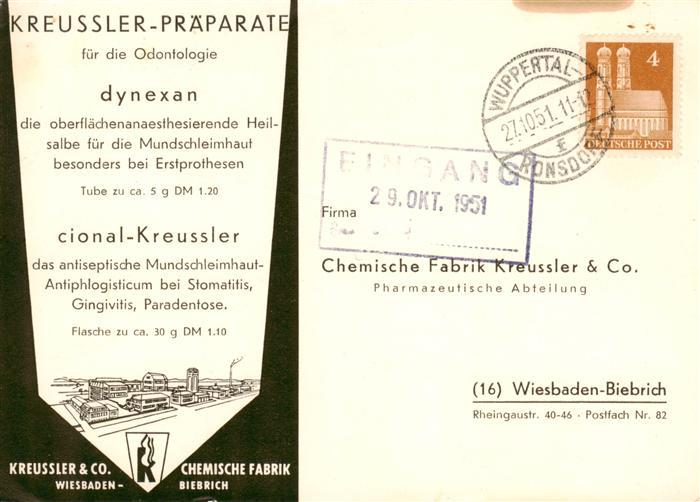 KREUSSLER-PRÄPARATE
für die Odontologie
dynexan
die oberflächenanaesthesierende Heil-
salbe für die Mundschleimhaut
besonders bei Erstprothesen
Tube zu ca. 5 g DM 1.20
cional-Kreussler
das antiseptische Mundschleimhaut-
Antiphlogisticum bei Stomatitis,
Gingivitis, Paradentose.
Flasche zu ca. 30 g DM 1.10
K
KREUSSLER & CO. CHEMISCHE FABRIK
WIESBADEN - BIEBRICH
WUPPERTAL-
27.10.51.11-12
E
RONSDORF
4
DEUTSCHE POST
EINGANG
29. OKT. 1951
Firma
Chemische Fabrik Kreussler & Co.
Pharmazeutische Abteilung
(16) Wiesbaden-Biebrich
Rheingaustr. 40-46 · Postfach Nr. 82